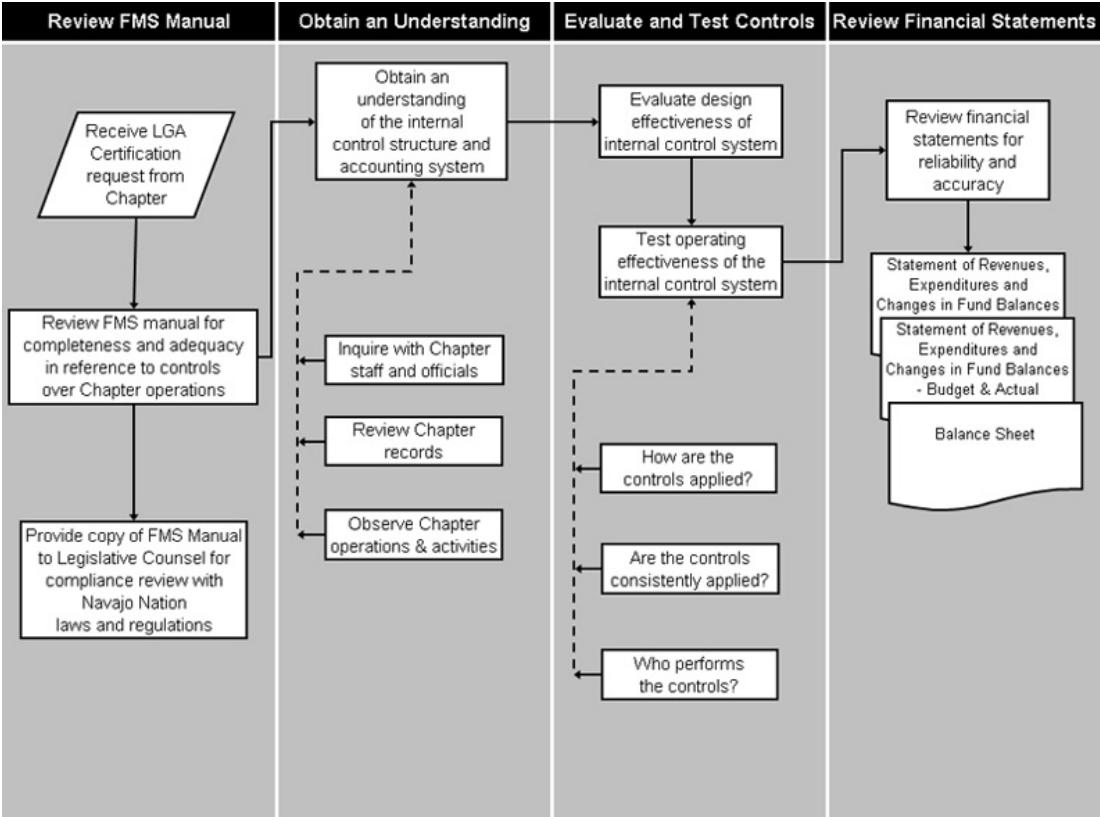 Review FMS Manual
Obtain an Understanding
Evaluate and Test Controls
Review Financial Statements
Receive LGA
Certification
request from
Chapter
Review FMS manual for
completeness and adequacy
in reference to controls
over Chapter operations
Provide copy of FMS Manual
to Legislative Counsel for
compliance review with
Navajo Nation
laws and regulations
Obtain an
understanding
of the internal
control structure and
accounting system
Inquire with Chapter
staff and officials
Review Chapter
records
Observe Chapter
operations & activities
Evaluate design
effectiveness of
internal control system
Test operating
effectiveness of the
internal control system
How are the
controls applied?
Are the controls
consistently applied?
Who performs
the controls?
Review financial
statements for
reliability and
accuracy
Statement of Revenues,
Expenditures and
Changes in Fund Balances
Statement of Revenues,
Expenditures and
Changes in Fund Balances
- Budget & Actual
Balance Sheet